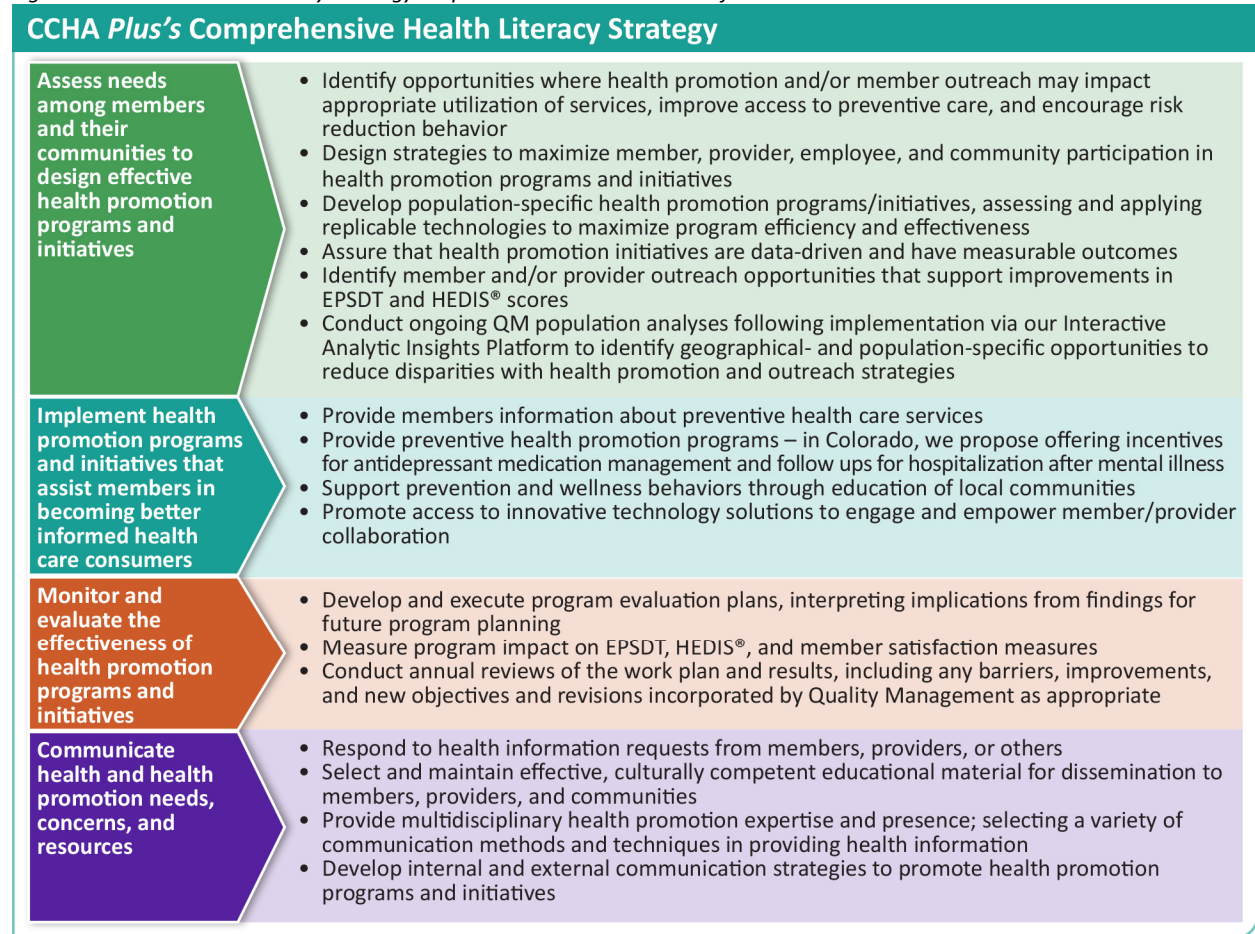 CCHA Plus's Comprehensive Health Literacy Strategy
Assess needs
among members
and their
communities to
design effective
health promotion
programs and
initiatives
• Identify opportunities where health promotion and/or member outreach may impact
appropriate utilization of services, improve access to preventive care, and encourage risk
reduction behavior
• Design strategies to maximize member, provider, employee, and community participation in
health promotion programs and initiatives
• Develop population-specific health promotion programs/initiatives, assessing and applying
replicable technologies to maximize program efficiency and effectiveness
• Assure that health promotion initiatives are data-driven and have measurable outcomes
• Identify member and/or provider outreach opportunities that support improvements in
EPSDT and HEDIS® scores
• Conduct ongoing QM population analyses following implementation via our Interactive
Analytic Insights Platform to identify geographical- and population-specific opportunities to
reduce disparities with health promotion and outreach strategies
Implement health
promotion programs
and initiatives that
assist members in
becoming better
informed health
care consumers
• Provide members information about preventive health care services
• Provide preventive health promotion programs – in Colorado, we propose offering incentives
for antidepressant medication management and follow ups for hospitalization after mental illness
• Support prevention and wellness behaviors through education of local communities
• Promote access to innovative technology solutions to engage and empower member/provider
collaboration
Monitor and
evaluate the
effectiveness of
health promotion
programs and
initiatives
• Develop and execute program evaluation plans, interpreting implications from findings for
future program planning
• Measure program impact on EPSDT, HEDIS®, and member satisfaction measures
• Conduct annual reviews of the work plan and results, including any barriers, improvements,
and new objectives and revisions incorporated by Quality Management as appropriate
Communicate
health and health
promotion needs,
concerns, and
resources
• Respond to health information requests from members, providers, or others
• Select and maintain effective, culturally competent educational material for dissemination to
members, providers, and communities
• Provide multidisciplinary health promotion expertise and presence; selecting a variety of
communication methods and techniques in providing health information
• Develop internal and external communication strategies to promote health promotion
programs and initiatives